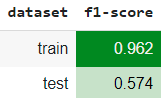 dataset f1-score
train 0.962
test 0.574